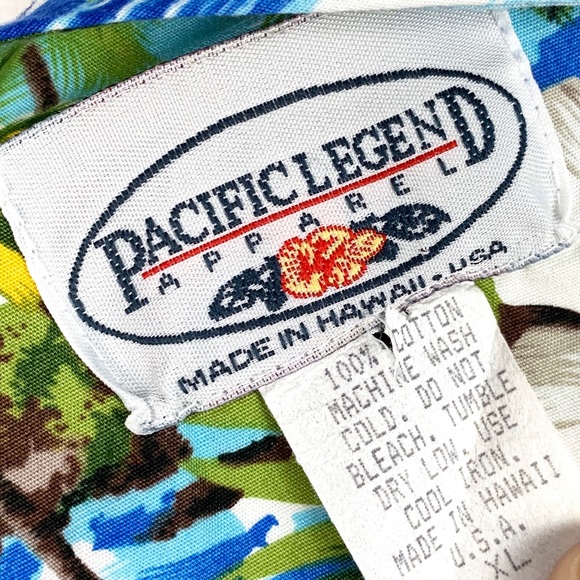 PACIFIC LEGEND
APPAREL
MADE IN HAWAII - USA
100% COTTON
MACHINE WASH
COLD. DO NOT
BLEACH. TUMBLE
DRY LOW. USE
COOL IRON.
MADE IN HAWAII
U.S.A.
XL